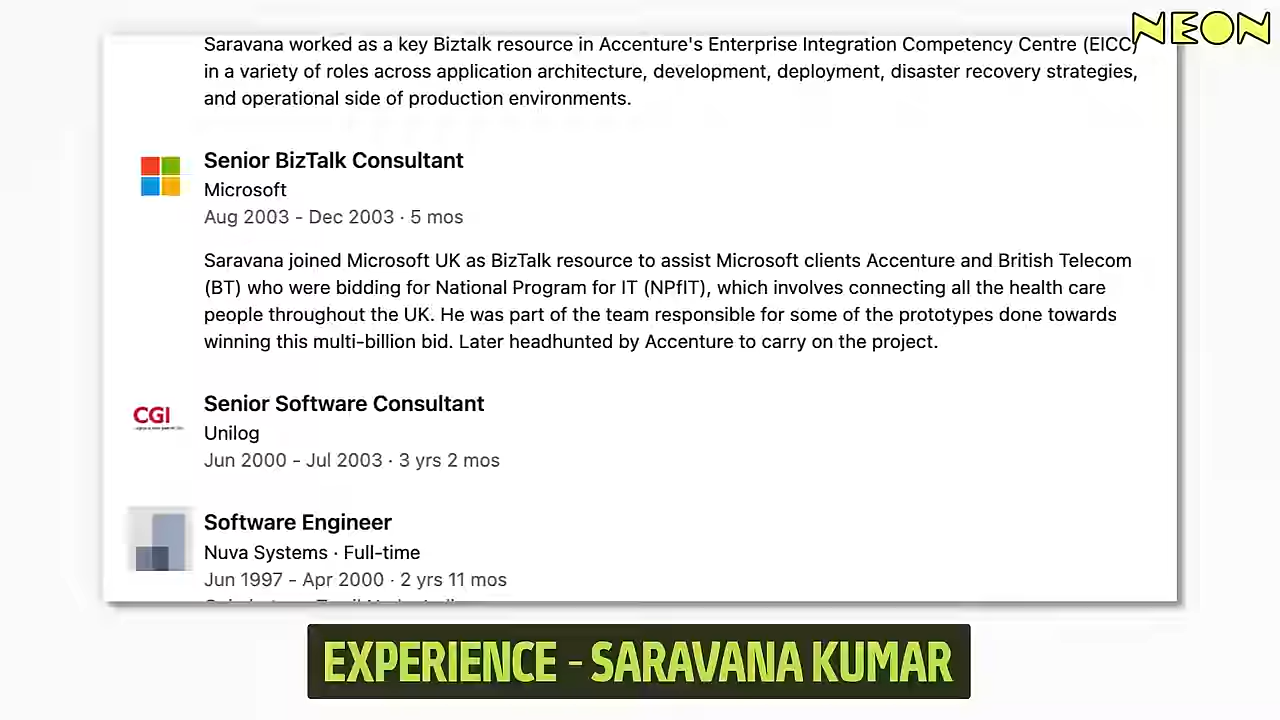 NEON
Saravana worked as a key Biztalk resource in Accenture's Enterprise Integration Competency Centre (EICC)
in a variety of roles across application architecture, development, deployment, disaster recovery strategies,
and operational side of production environments.
Senior BizTalk Consultant
Microsoft
Aug 2003 - Dec 2003 · 5 mos
Saravana joined Microsoft UK as BizTalk resource to assist Microsoft clients Accenture and British Telecom
(BT) who were bidding for National Program for IT (NPfIT), which involves connecting all the health care
people throughout the UK. He was part of the team responsible for some of the prototypes done towards
winning this multi-billion bid. Later headhunted by Accenture to carry on the project.
CGI
Senior Software Consultant
Unilog
Jun 2000 - Jul 2003 · 3 yrs 2 mos
Software Engineer
Nuva Systems · Full-time
Jun 1997 - Apr 2000 · 2 yrs 11 mos
EXPERIENCE - SARAVANA KUMAR